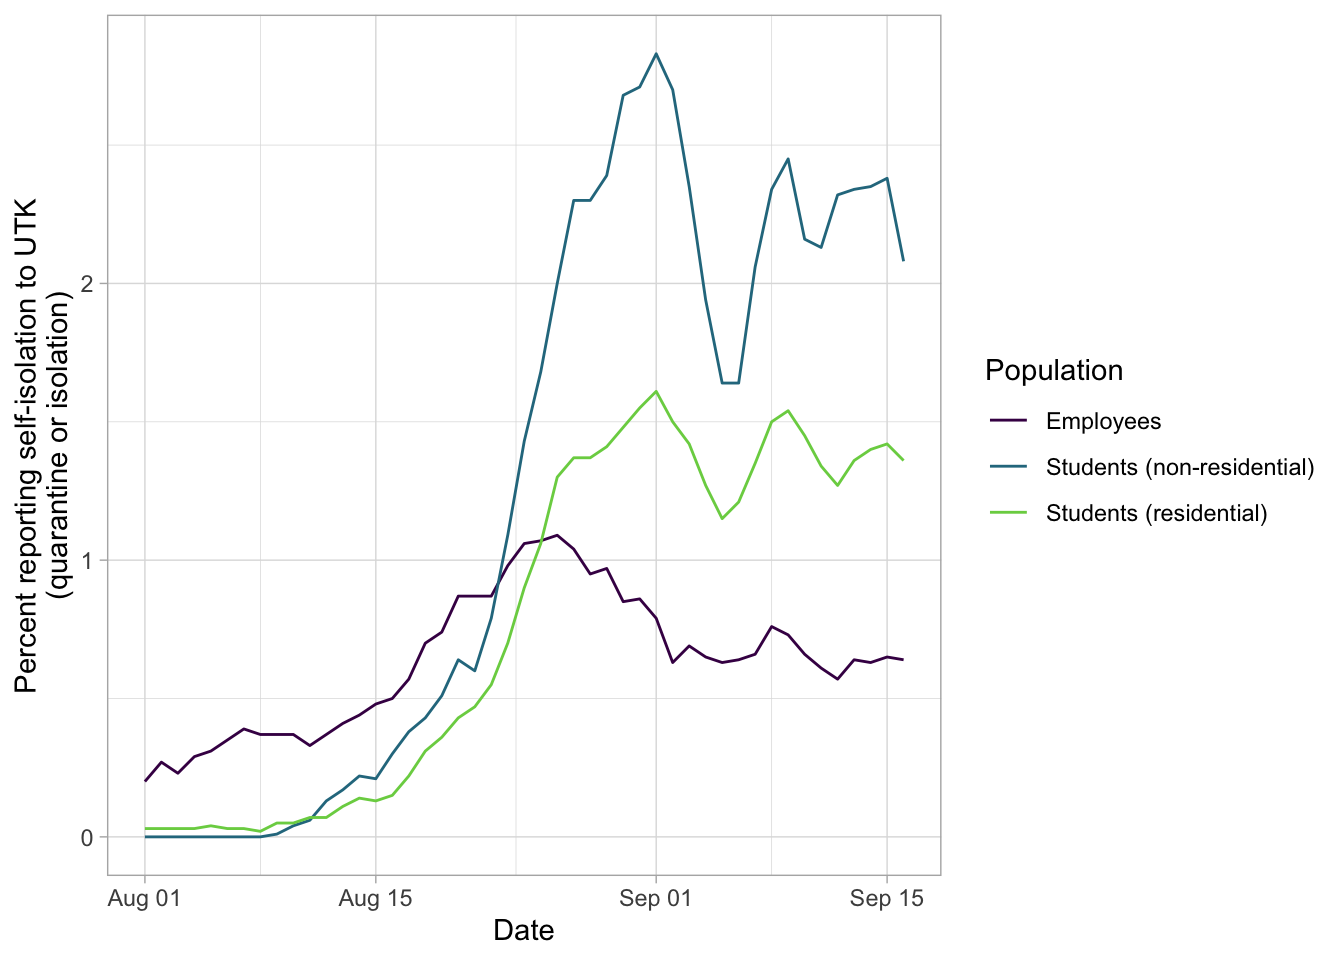 Percent reporting self-isolation to UTK
(quarantine or isolation)
2
1
0
Aug 01
Aug 15
Sep 01
Sep 15
Date
Population
Employees
Students (non-residential)
Students (residential)